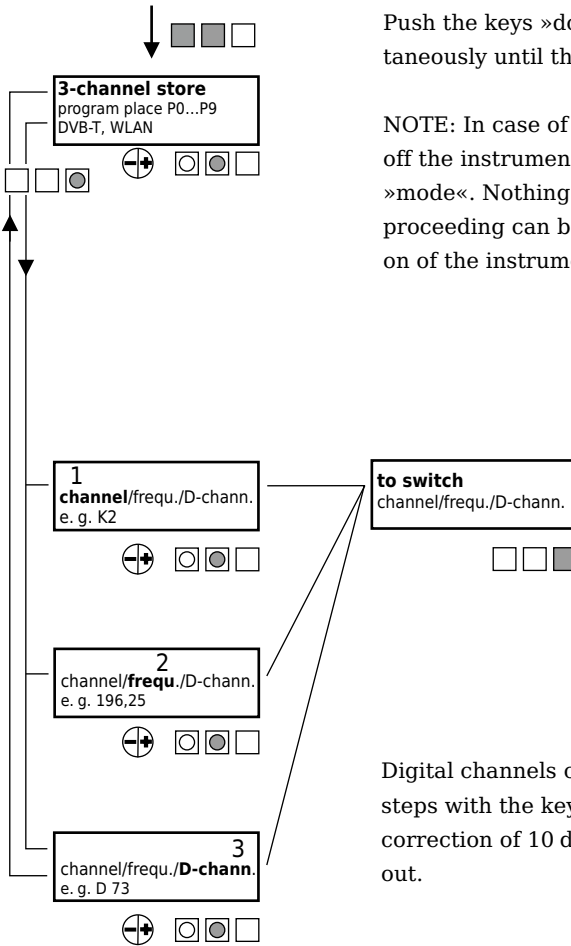 Push the keys »do
taneously until th
3-channel store
program place P0...P9
DVB-T, WLAN
NOTE: In case of
off the instrumen
»mode«. Nothing
proceeding can b
on of the instrum
1
channel/frequ./D-chann.
e. g. K2
to switch
channel/frequ./D-chann.
2
channel/frequ./D-chann.
e. g. 196,25
Digital channels c
steps with the key
correction of 10 d
out.
3
channel/frequ./D-chann.
e. g. D 73